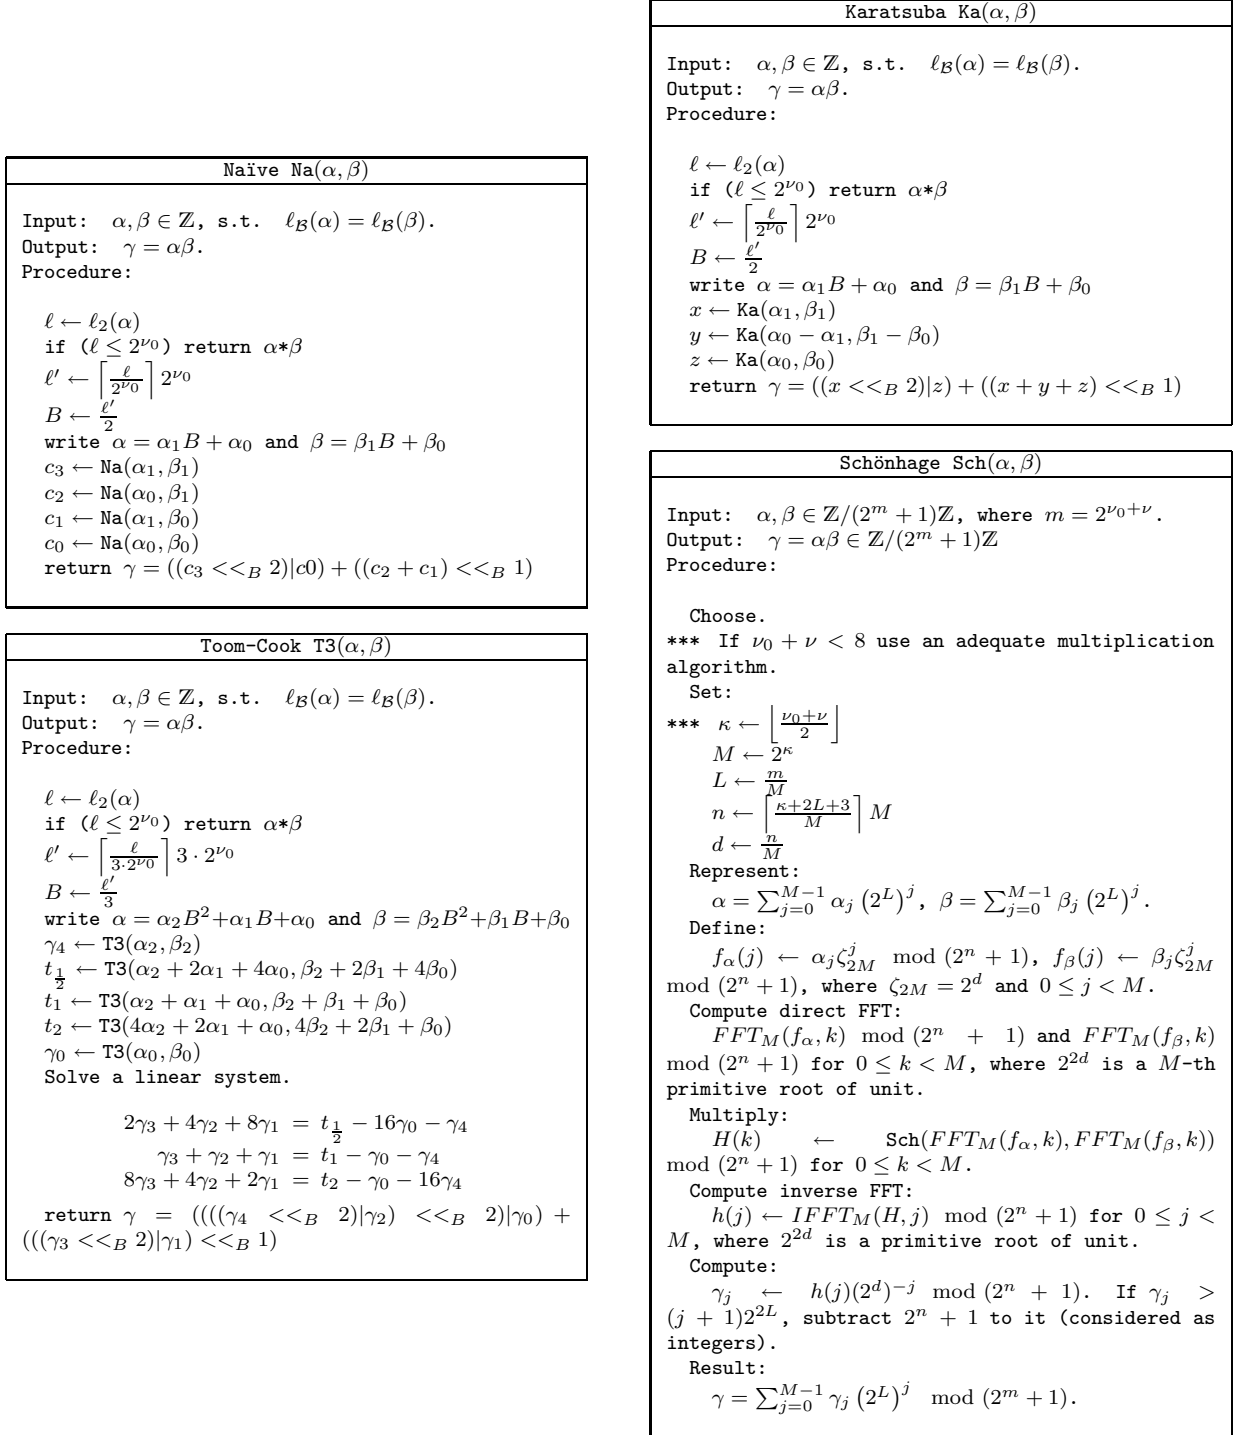 Naïve Na(α, β)
Input: α, β ∈ ℤ, s.t. ℓ_ℬ(α) = ℓ_ℬ(β).
Output: γ = αβ.
Procedure:
ℓ ← ℓ_2(α)
if (ℓ ≤ 2^{ν_0}) return α*β
ℓ′ ← ⌈ℓ/2^{ν_0}⌉ 2^{ν_0}
B ← ℓ′/2
write α = α_1B + α_0 and β = β_1B + β_0
c_3 ← Na(α_1, β_1)
c_2 ← Na(α_0, β_1)
c_1 ← Na(α_1, β_0)
c_0 ← Na(α_0, β_0)
return γ = ((c_3 <<_B 2)|c0) + ((c_2 + c_1) <<_B 1)
Toom-Cook T3(α, β)
Input: α, β ∈ ℤ, s.t. ℓ_ℬ(α) = ℓ_ℬ(β).
Output: γ = αβ.
Procedure:
ℓ ← ℓ_2(α)
if (ℓ ≤ 2^{ν_0}) return α*β
ℓ′ ← ⌈ℓ/(3·2^{ν_0})⌉ 3 · 2^{ν_0}
B ← ℓ′/3
write α = α_2B^2+α_1B+α_0 and β = β_2B^2+β_1B+β_0
γ_4 ← T3(α_2, β_2)
t_{1/2} ← T3(α_2 + 2α_1 + 4α_0, β_2 + 2β_1 + 4β_0)
t_1 ← T3(α_2 + α_1 + α_0, β_2 + β_1 + β_0)
t_2 ← T3(4α_2 + 2α_1 + α_0, 4β_2 + 2β_1 + β_0)
γ_0 ← T3(α_0, β_0)
Solve a linear system.
2γ_3 + 4γ_2 + 8γ_1 = t_{1/2} − 16γ_0 − γ_4
γ_3 + γ_2 + γ_1 = t_1 − γ_0 − γ_4
8γ_3 + 4γ_2 + 2γ_1 = t_2 − γ_0 − 16γ_4
return γ = ((((γ_4 <<_B 2)|γ_2) <<_B 2)|γ_0) +
(((γ_3 <<_B 2)|γ_1) <<_B 1)
Karatsuba Ka(α, β)
Input: α, β ∈ ℤ, s.t. ℓ_ℬ(α) = ℓ_ℬ(β).
Output: γ = αβ.
Procedure:
ℓ ← ℓ_2(α)
if (ℓ ≤ 2^{ν_0}) return α*β
ℓ′ ← ⌈ℓ/2^{ν_0}⌉ 2^{ν_0}
B ← ℓ′/2
write α = α_1B + α_0 and β = β_1B + β_0
x ← Ka(α_1, β_1)
y ← Ka(α_0 − α_1, β_1 − β_0)
z ← Ka(α_0, β_0)
return γ = ((x <<_B 2)|z) + ((x + y + z) <<_B 1)
Schönhage Sch(α, β)
Input: α, β ∈ ℤ/(2^m + 1)ℤ, where m = 2^{ν_0+ν}.
Output: γ = αβ ∈ ℤ/(2^m + 1)ℤ
Procedure:
Choose.
*** If ν_0 + ν < 8 use an adequate multiplication
algorithm.
Set:
*** κ ← ⌊(ν_0+ν)/2⌋
M ← 2^κ
L ← m/M
n ← ⌈(κ+2L+3)/M⌉ M
d ← n/M
Represent:
α = ∑_{j=0}^{M−1} α_j (2^L)^j, β = ∑_{j=0}^{M−1} β_j (2^L)^j.
Define:
f_α(j) ← α_jζ_{2M}^j mod (2^n + 1), f_β(j) ← β_jζ_{2M}^j
mod (2^n + 1), where ζ_{2M} = 2^d and 0 ≤ j < M.
Compute direct FFT:
FFT_M(f_α, k) mod (2^n + 1) and FFT_M(f_β, k)
mod (2^n + 1) for 0 ≤ k < M, where 2^{2d} is a M-th
primitive root of unit.
Multiply:
H(k) ← Sch(FFT_M(f_α, k), FFT_M(f_β, k))
mod (2^n + 1) for 0 ≤ k < M.
Compute inverse FFT:
h(j) ← IFFT_M(H, j) mod (2^n + 1) for 0 ≤ j <
M, where 2^{2d} is a primitive root of unit.
Compute:
γ_j ← h(j)(2^d)^{−j} mod (2^n + 1). If γ_j >
(j + 1)2^{2L}, subtract 2^n + 1 to it (considered as
integers).
Result:
γ = ∑_{j=0}^{M−1} γ_j (2^L)^j mod (2^m + 1).